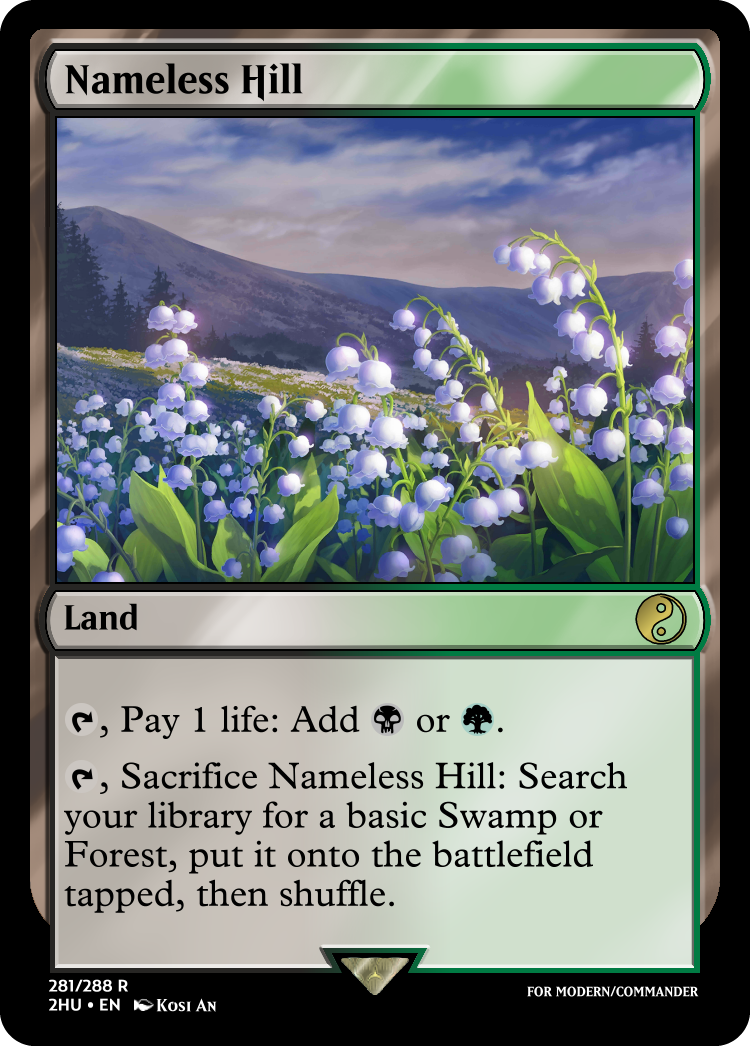 Nameless Hill
Land
, Pay 1 life: Add or .
, Sacrifice Nameless Hill: Search
your library for a basic Swamp or
Forest, put it onto the battlefield
tapped, then shuffle.
281/288 R
2HU • EN Kosi An
FOR MODERN/COMMANDER